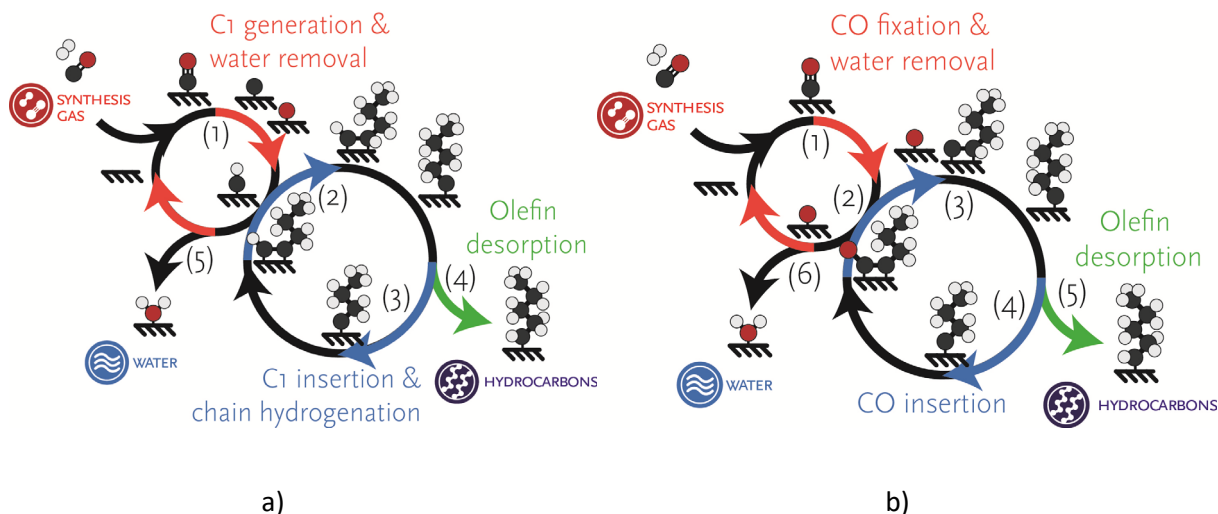 C1 generation &
water removal
SYNTHESIS
GAS
(1)
(2)
(5)
WATER
(3)
(4)
Olefin
desorption
C1 insertion &
chain hydrogenation
HYDROCARBONS
a)
CO fixation &
water removal
SYNTHESIS
GAS
(1)
(2)
(3)
(6)
WATER
(4)
(5)
Olefin
desorption
CO insertion
HYDROCARBONS
b)